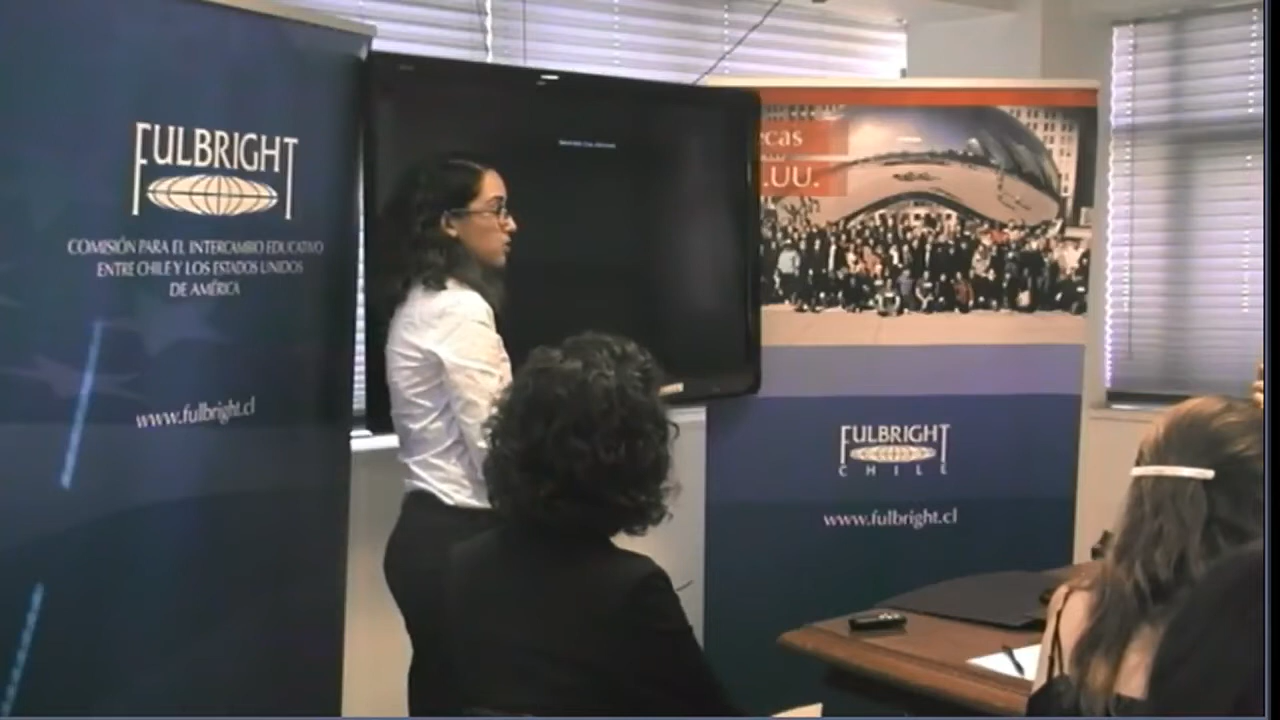 FULBRIGHT
COMISIÓN PARA EL INTERCAMBIO EDUCATIVO
ENTRE CHILE Y LOS ESTADOS UNIDOS
DE AMÉRICA
www.fulbright.cl
ecas
.UU.
FULBRIGHT
CHILE
www.fulbright.cl